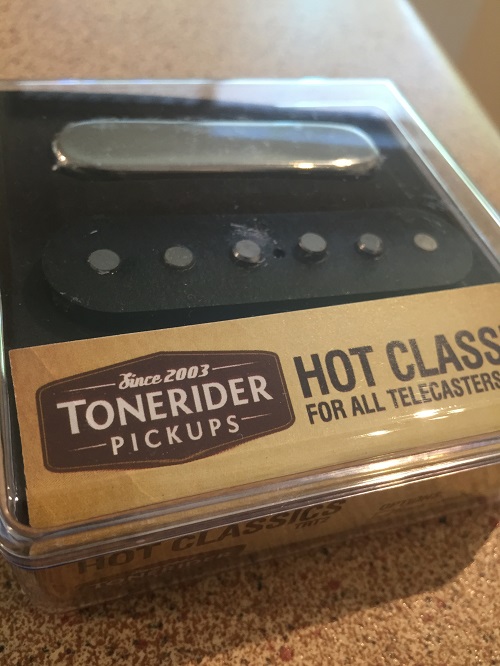 Since 2003
TONERIDER
PICKUPS
HOT CLASS
FOR ALL TELECASTERS
HOT CLASSICS